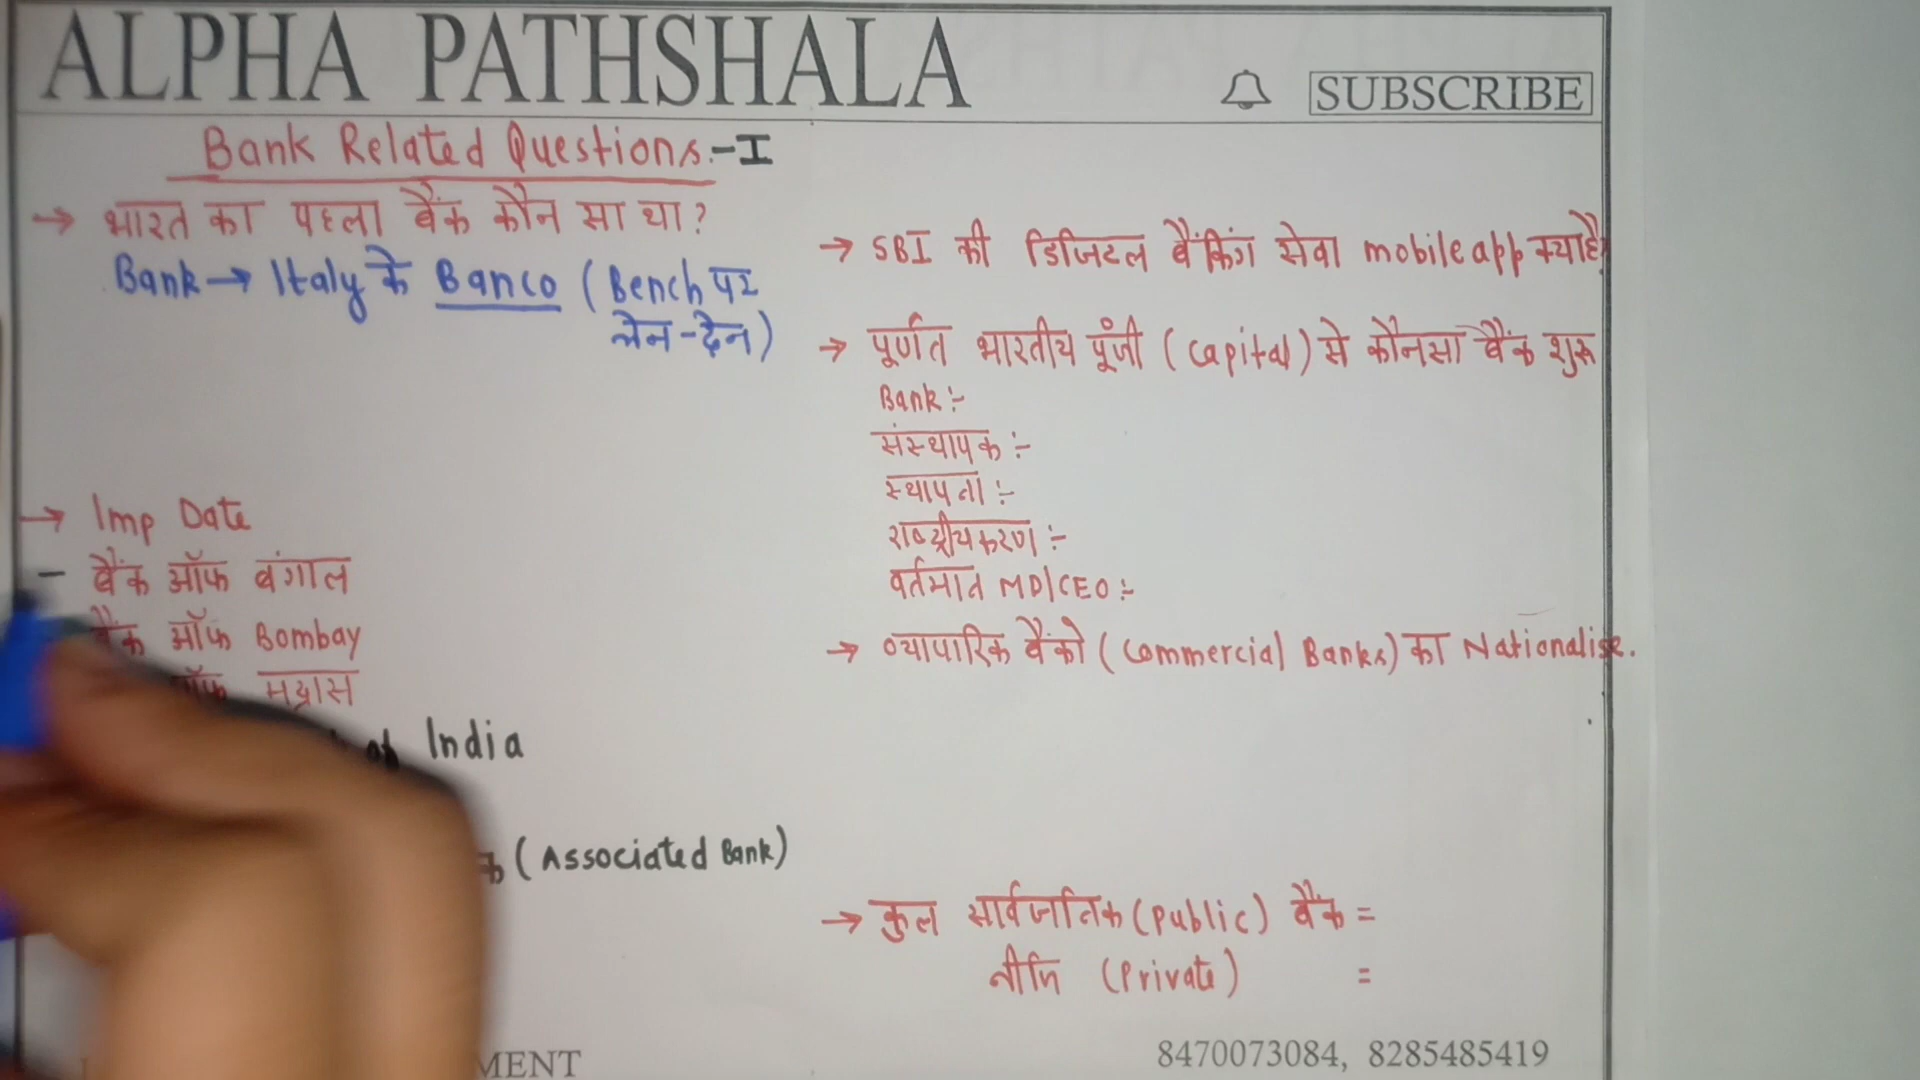 ALPHA PATHSHALA
SUBSCRIBE
Bank Related Questions:-I
→ भारत का पहला बैंक कौन सा था?
Bank → Italy के Banco (Bench पर
लेन-देन)
→ Imp Date
- बैंक ऑफ बंगाल
बैंक ऑफ Bombay
ऑफ मद्रास
of India
(Associated Bank)
→ SBI की डिजिटल बैंकिंग सेवा mobile app क्या है?
→ पूर्णत भारतीय पूँजी (Capital) से कौनसा बैंक शुरू
Bank :-
संस्थापक :-
स्थापना :-
राष्ट्रीयकरण :-
वर्तमान MD/CEO :-
→ व्यापारिक बैंको (Commercial Banks) का Nationalise.
→ कुल सार्वजनिक (Public) बैंक =
नीजि (Private) =
MENT
8470073084, 8285485419